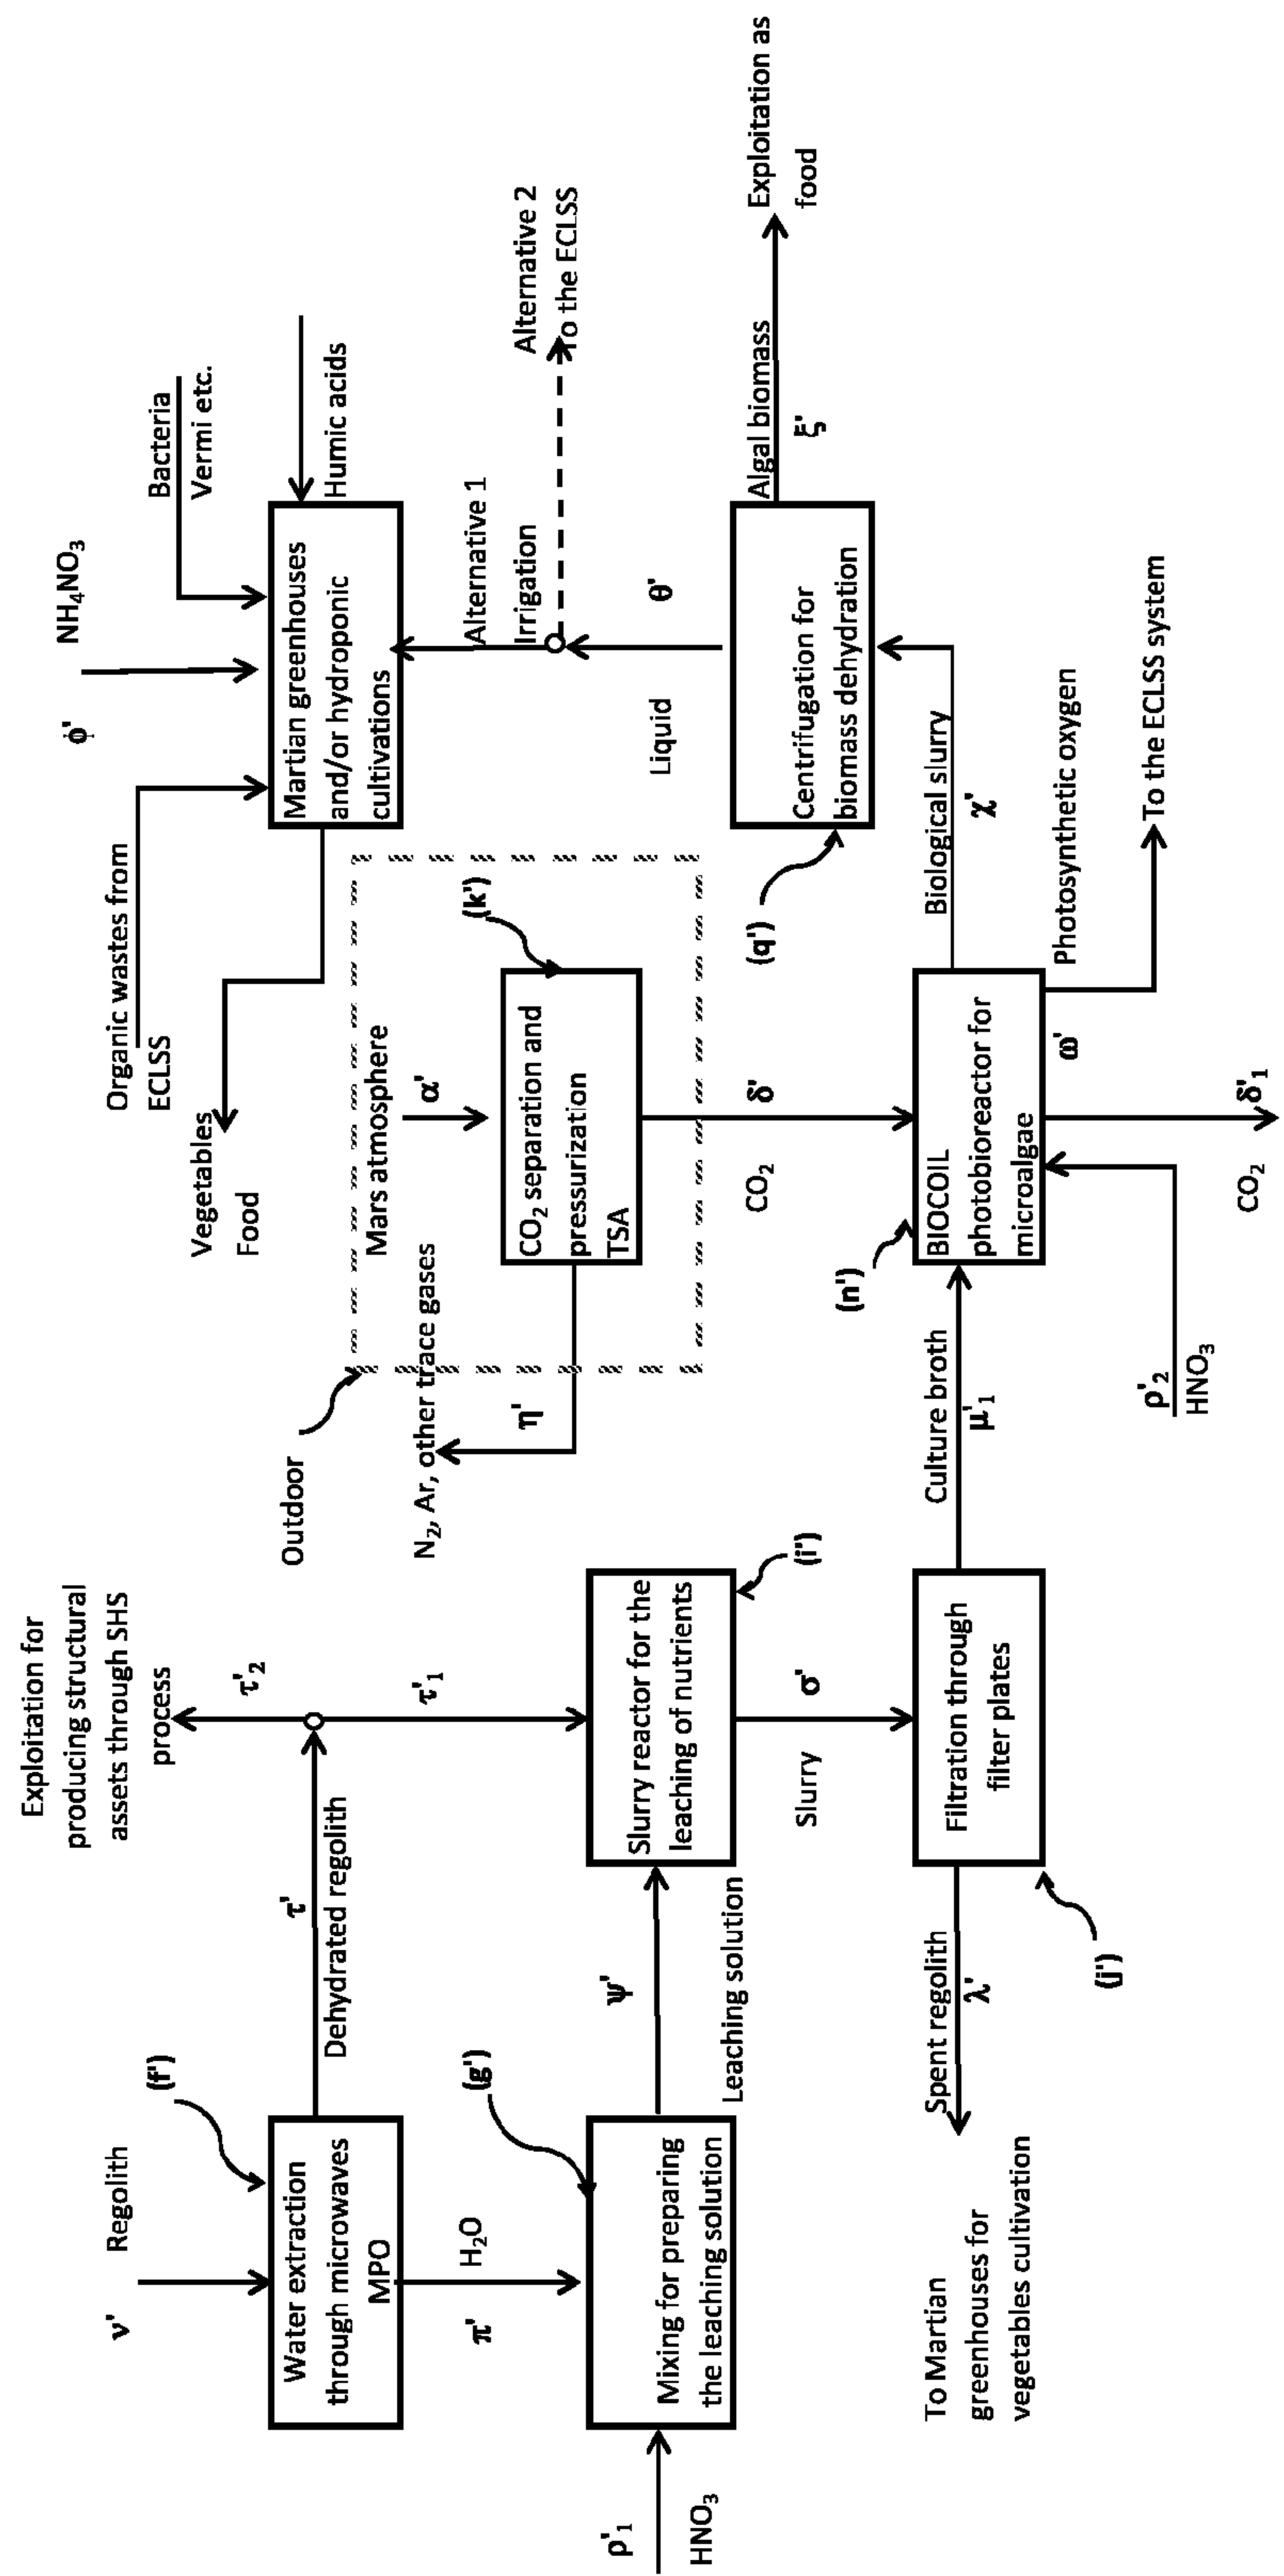 ν'
Regolith
(f')
Water extraction
through microwaves
MPO
τ'
Dehydrated regolith
Exploitation for
producing structural
assets through SHS
process
τ'2
τ'1
π'
H2O
ρ'1
HNO3
(g')
Mixing for preparing
the leaching solution
ψ'
Leaching solution
Slurry reactor for the
leaching of nutrients
(i')
Slurry
σ'
To Martian
greenhouses for
vegetables cultivation
Spent regolith
λ'
(j')
Filtration through
filter plates
Culture broth
μ'1
ρ'2
HNO3
Outdoor
N2, Ar, other trace gases
η'
Mars atmosphere
α'
(k')
CO2 separation and
pressurization
TSA
CO2
δ'
(n')
BIOCOIL
photobioreactor for
microalgae
CO2
δ'1
ω'
Photosynthetic oxygen
To the ECLSS system
Biological slurry
χ'
(q')
Centrifugation for
biomass dehydration
Algal biomass
ξ'
Exploitation as
food
Liquid
θ'
Alternative 1
Irrigation
Alternative 2
To the ECLSS
Vegetables
Food
Organic wastes from
ECLSS
ϕ'
NH4NO3
Bacteria
Vermi etc.
Humic acids
Martian greenhouses
and/or hydroponic
cultivations